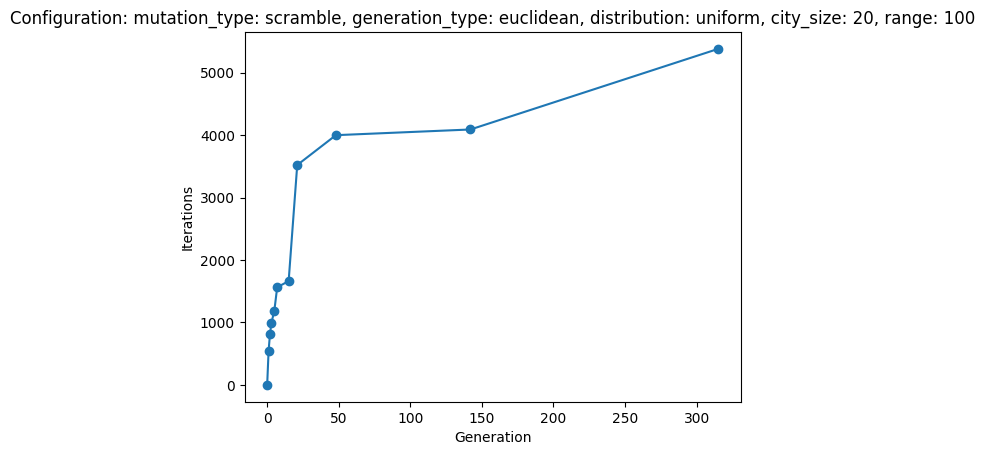 Configuration: mutation_type: scramble, generation_type: euclidean, distribution: uniform, city_size: 20, range: 100
5000
4000
3000
2000
1000
0
Iterations
0 50 100 150 200 250 300
Generation